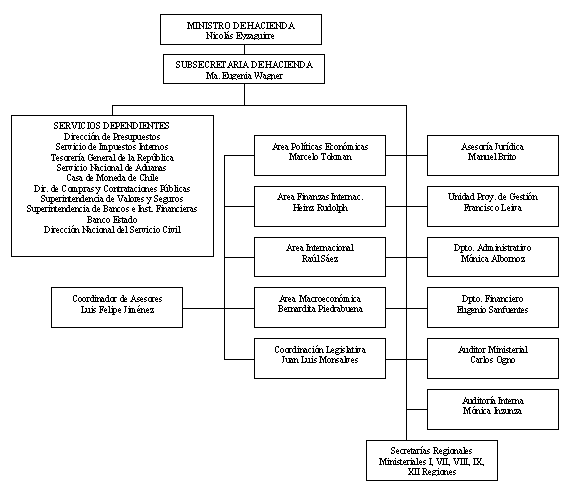 MINISTRO DE HACIENDA
Nicolás Eyzaguirre
SUBSECRETARIA DE HACIENDA
Ma. Eugenia Wagner
SERVICIOS DEPENDIENTES
Dirección de Presupuestos
Servicio de Impuestos Internos
Tesorería General de la República
Servicio Nacional de Aduanas
Casa de Moneda de Chile
Dir. de Compras y Contrataciones Públicas
Superintendencia de Valores y Seguros
Superintendencia de Bancos e Inst. Financieras
Banco Estado
Dirección Nacional del Servicio Civil
Area Políticas Económicas
Marcelo Tokman
Asesoría Jurídica
Manuel Brito
Area Finanzas Internac.
Heinz Rudolph
Unidad Proy. de Gestión
Francisco Leiva
Area Internacional
Raúl Sáez
Dpto. Administrativo
Mónica Albornoz
Coordinador de Asesores
Luis Felipe Jiménez
Area Macroeconómica
Bernardita Piedrabuena
Dpto. Financiero
Eugenio Sanfuentes
Coordinación Legislativa
Juan Luis Monsalves
Auditor Ministerial
Carlos Ogno
Auditoría Interna
Mónica Inzunza
Secretarías Regionales
Ministeriales I, VII, VIII, IX,
XII Regiones